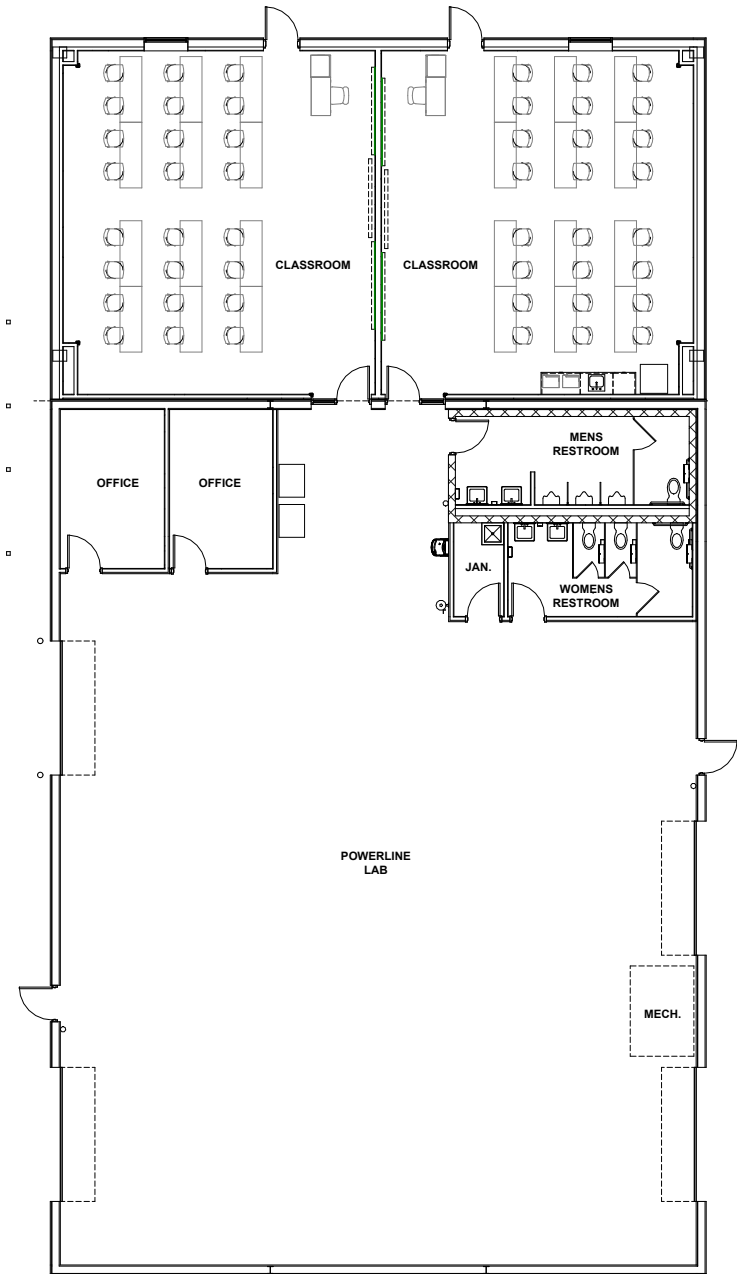 CLASSROOM
CLASSROOM
MENS
RESTROOM
OFFICE
OFFICE
JAN.
WOMENS
RESTROOM
POWERLINE
LAB
MECH.